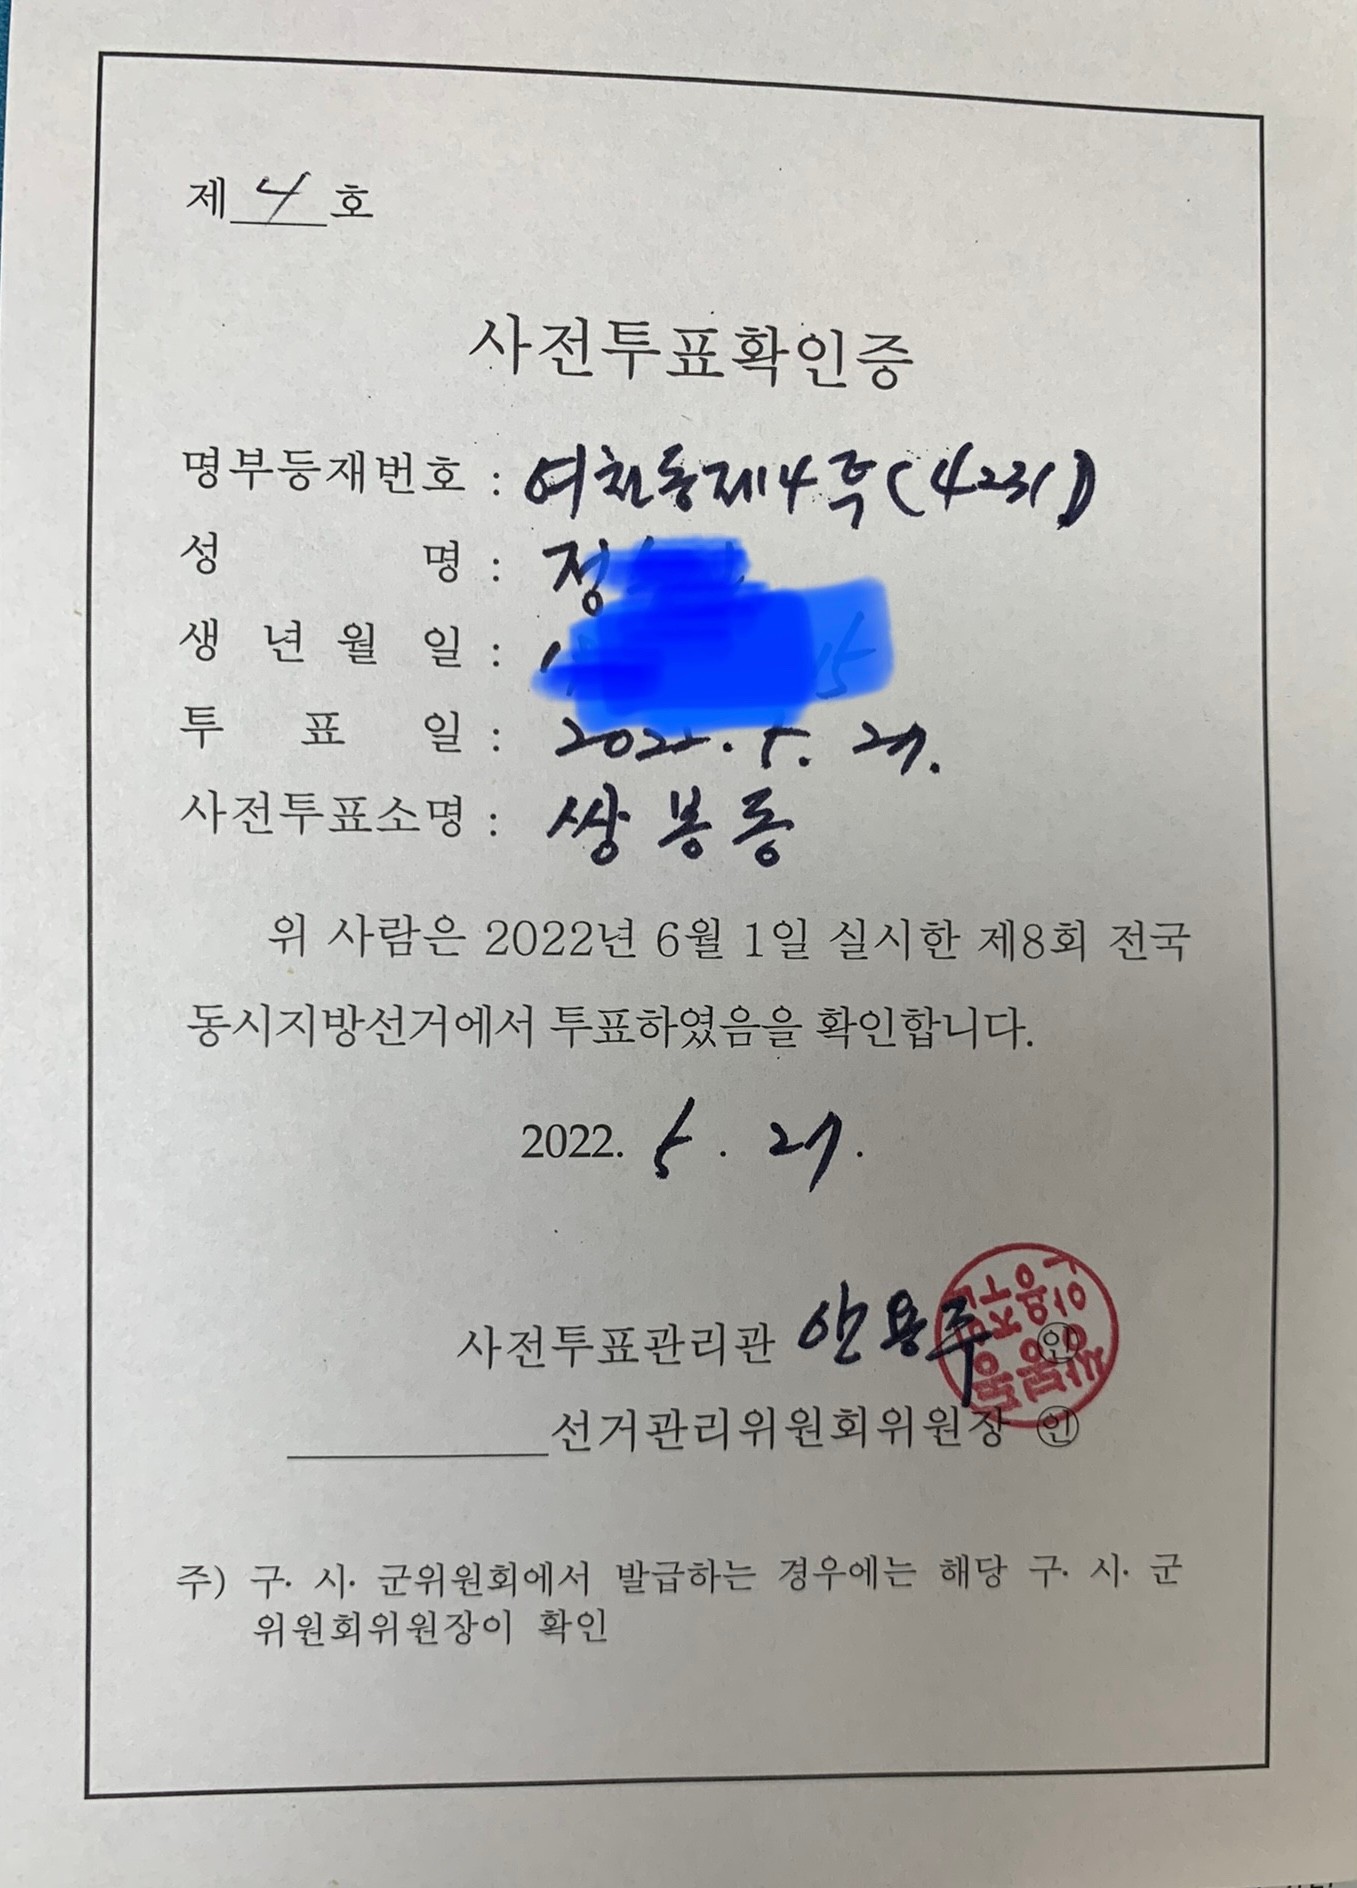 제 4 호
사전투표확인증
명부등재번호 : 여천동제4투(4231)
성 명 : 정
생 년 월 일 :
투 표 일 : 2022. 5. 27.
사전투표소명 : 쌍봉동
위 사람은 2022년 6월 1일 실시한 제8회 전국
동시지방선거에서 투표하였음을 확인합니다.
2022. 5. 27.
사전투표관리관 안용주 ㊞
선거관리위원회위원장 ㊞
주) 구· 시· 군위원회에서 발급하는 경우에는 해당 구· 시· 군
위원회위원장이 확인